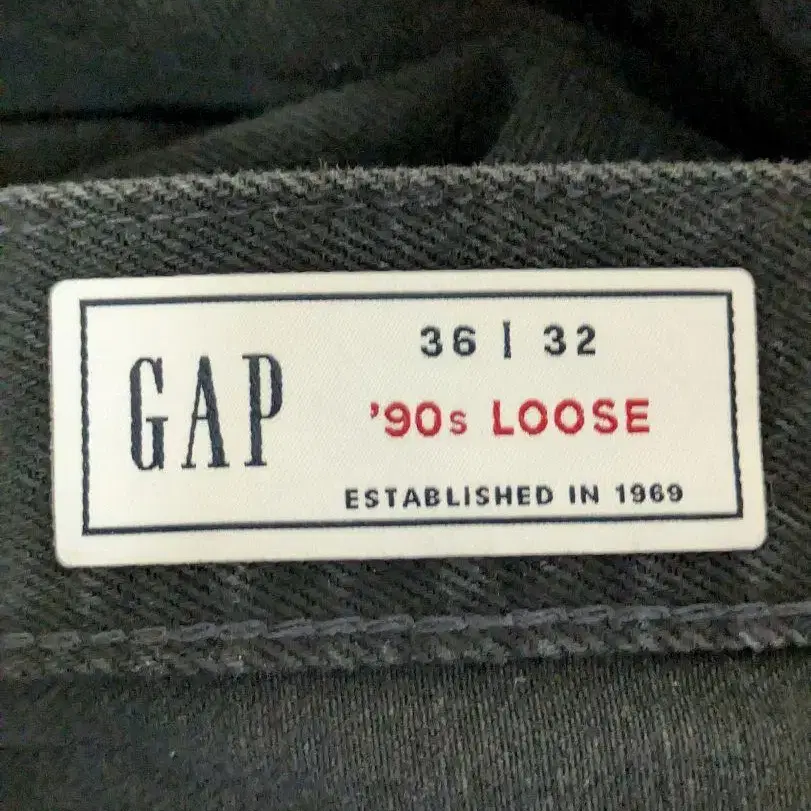 GAP
36 | 32
'90s LOOSE
ESTABLISHED IN 1969